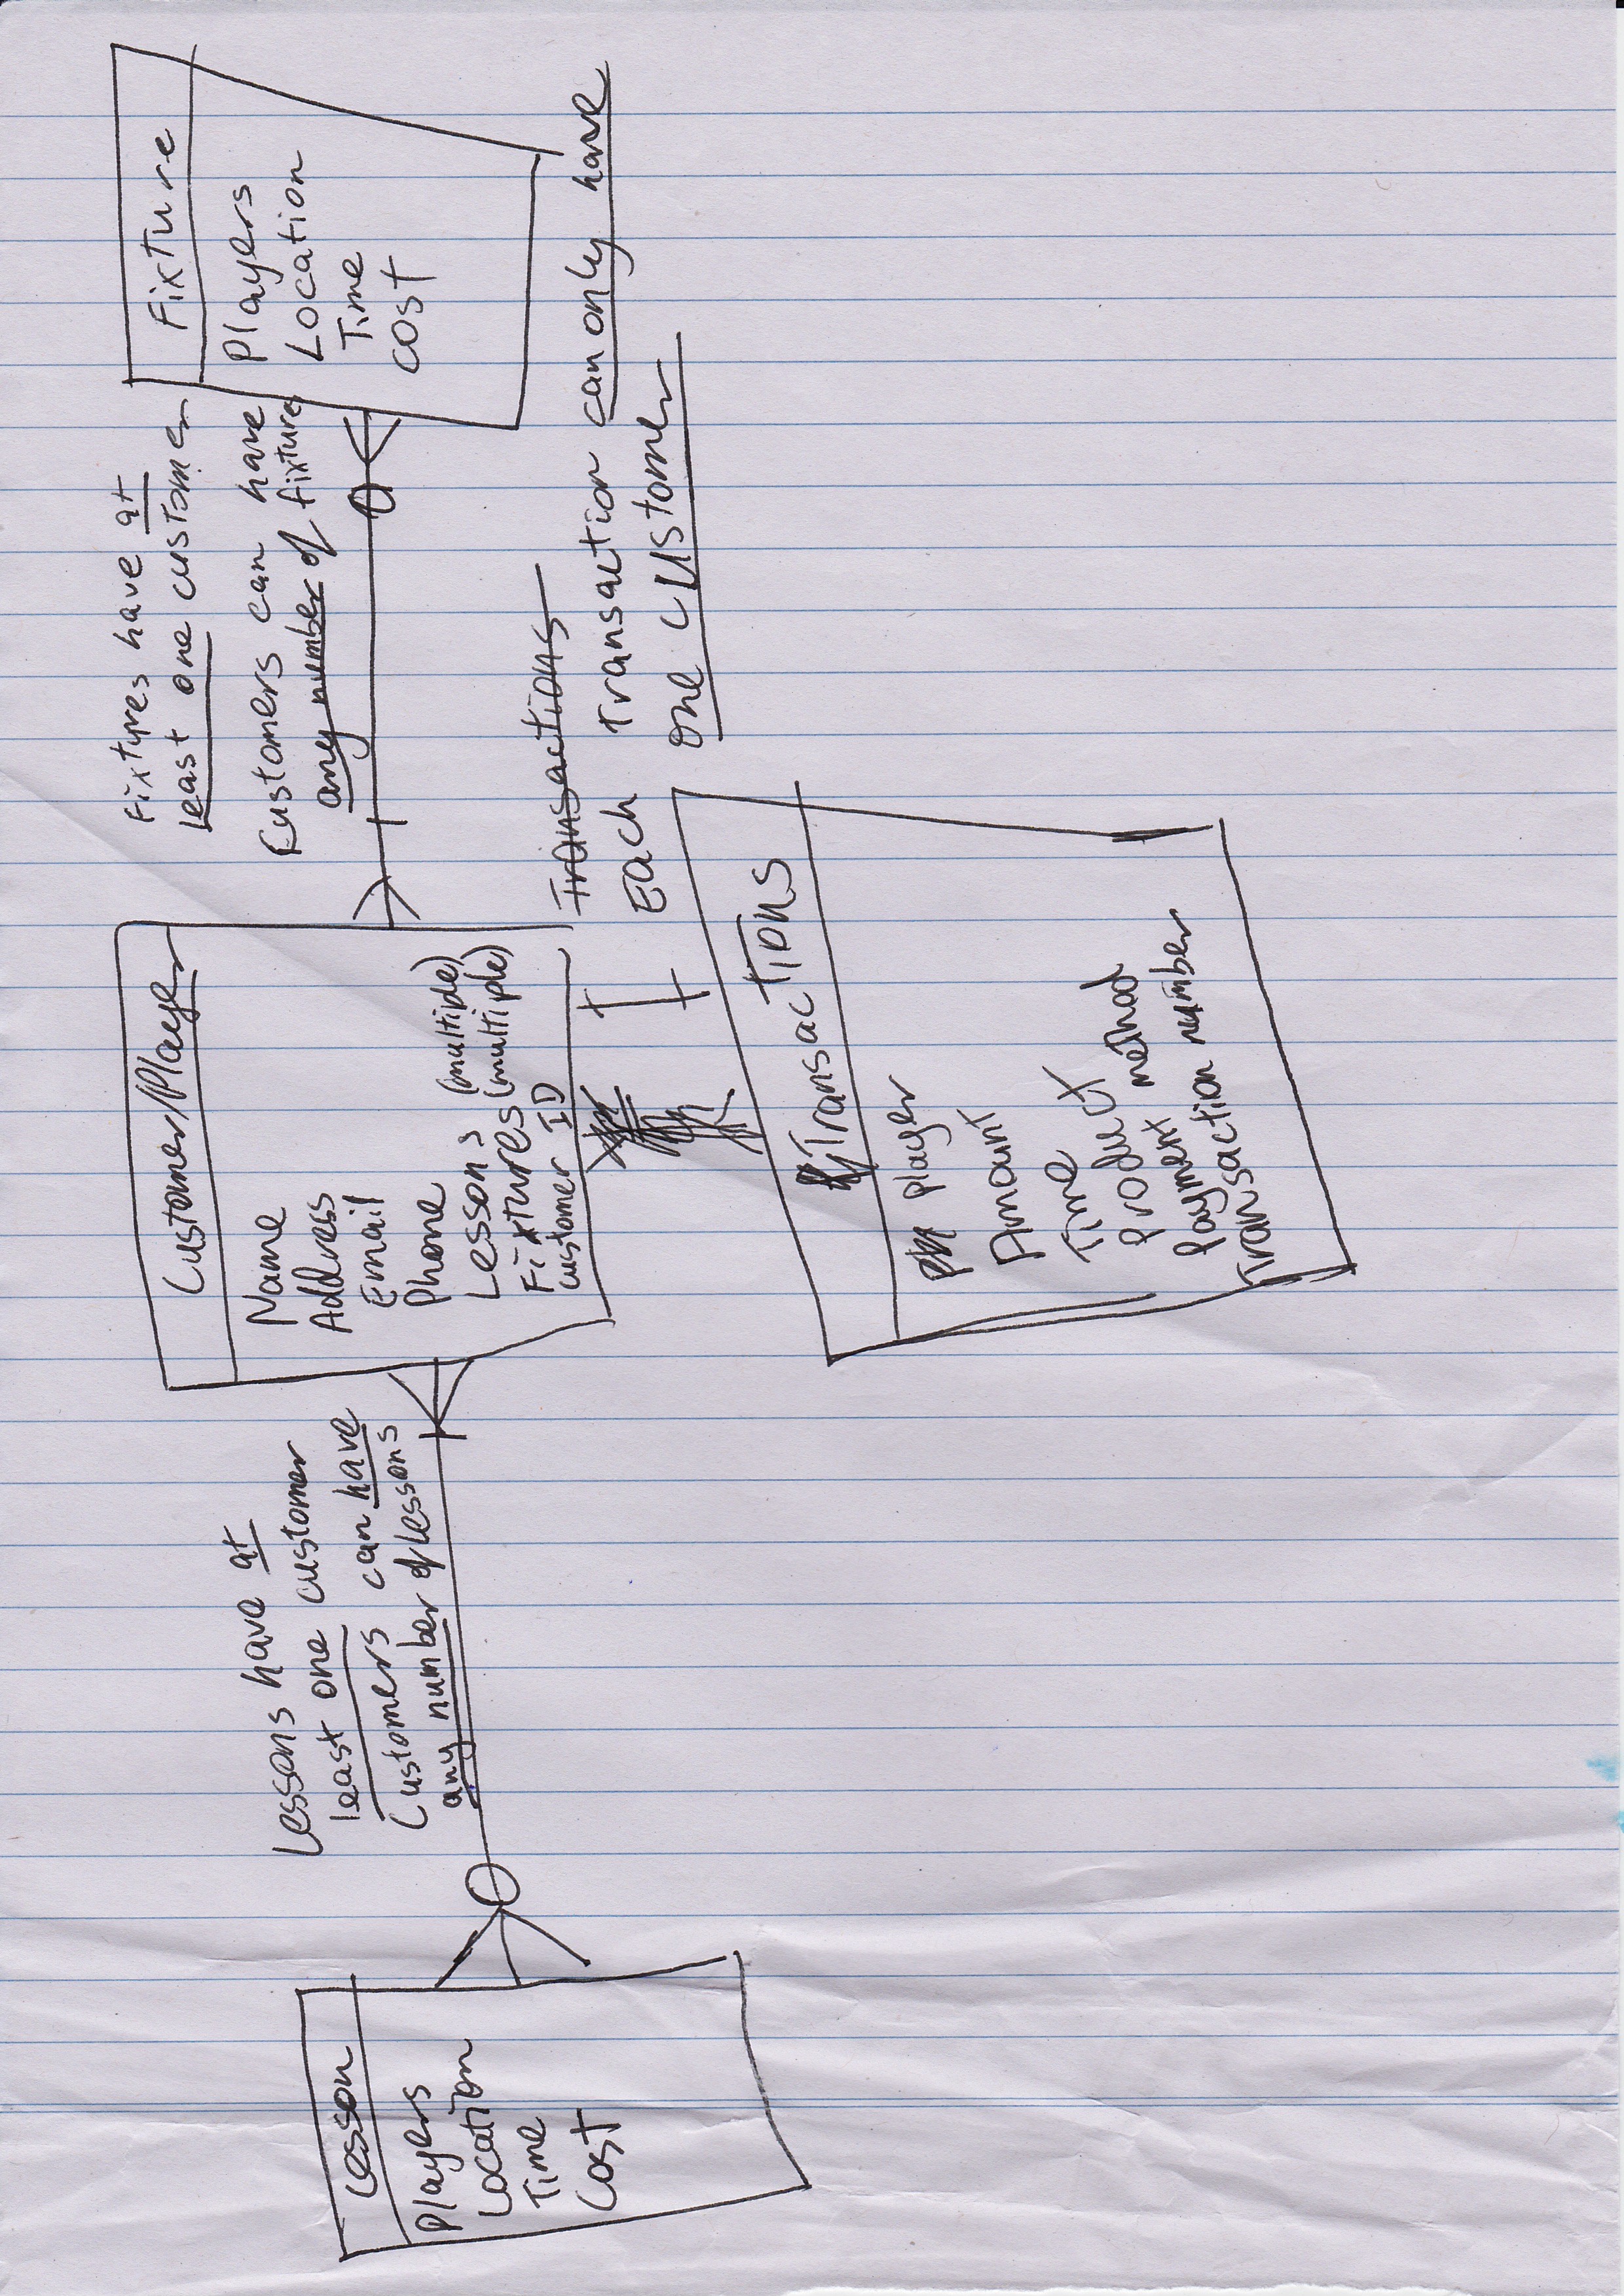 Lesson
Players
Location
Time
Cost
Lessons have at
least one customer
Customers can have
any number of lessons
Customer/Player
Name
Address
Email
Phone
Lessons (multiple)
Fixtures (multiple)
Customer ID
Fixtures have at
least one customer
Customers can have
any number of fixture
Fixture
Players
Location
Time
cost
Transactions
Each transaction can only have
one customer
Transactions
player
Amount
Time
Product
Payment method
Transaction number